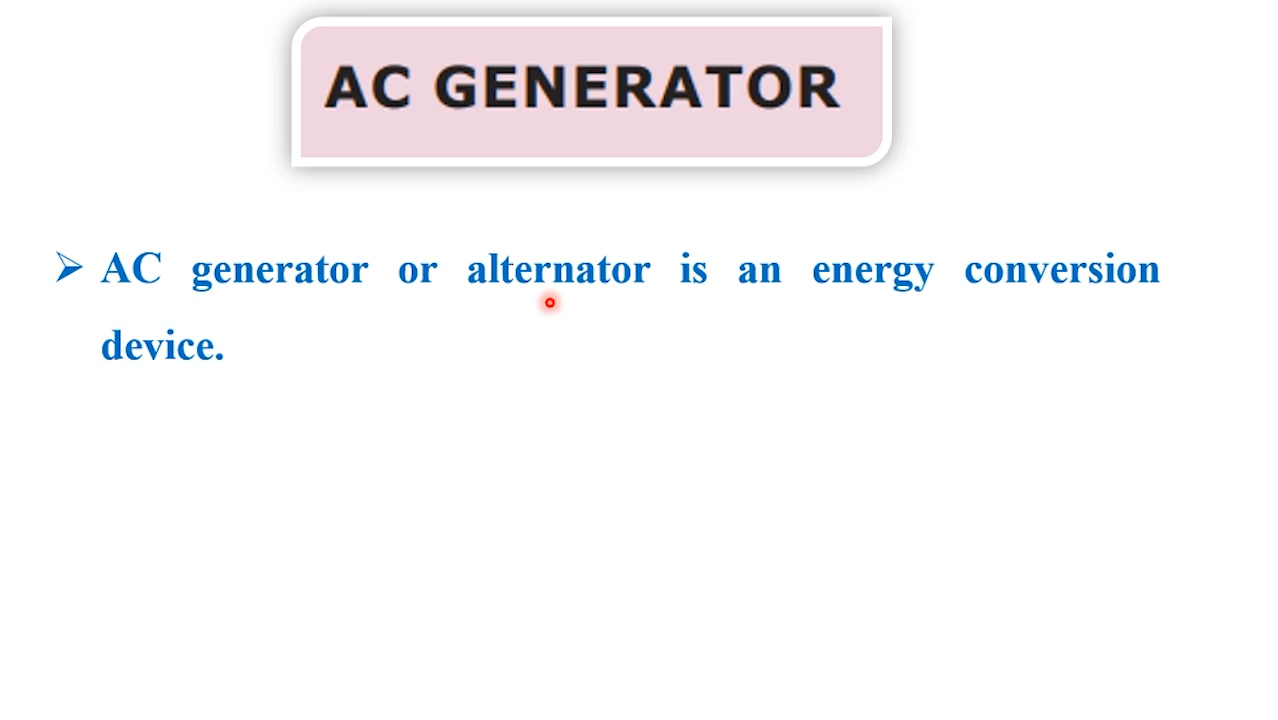 AC GENERATOR
➢ AC generator or alternator is an energy conversion
device.